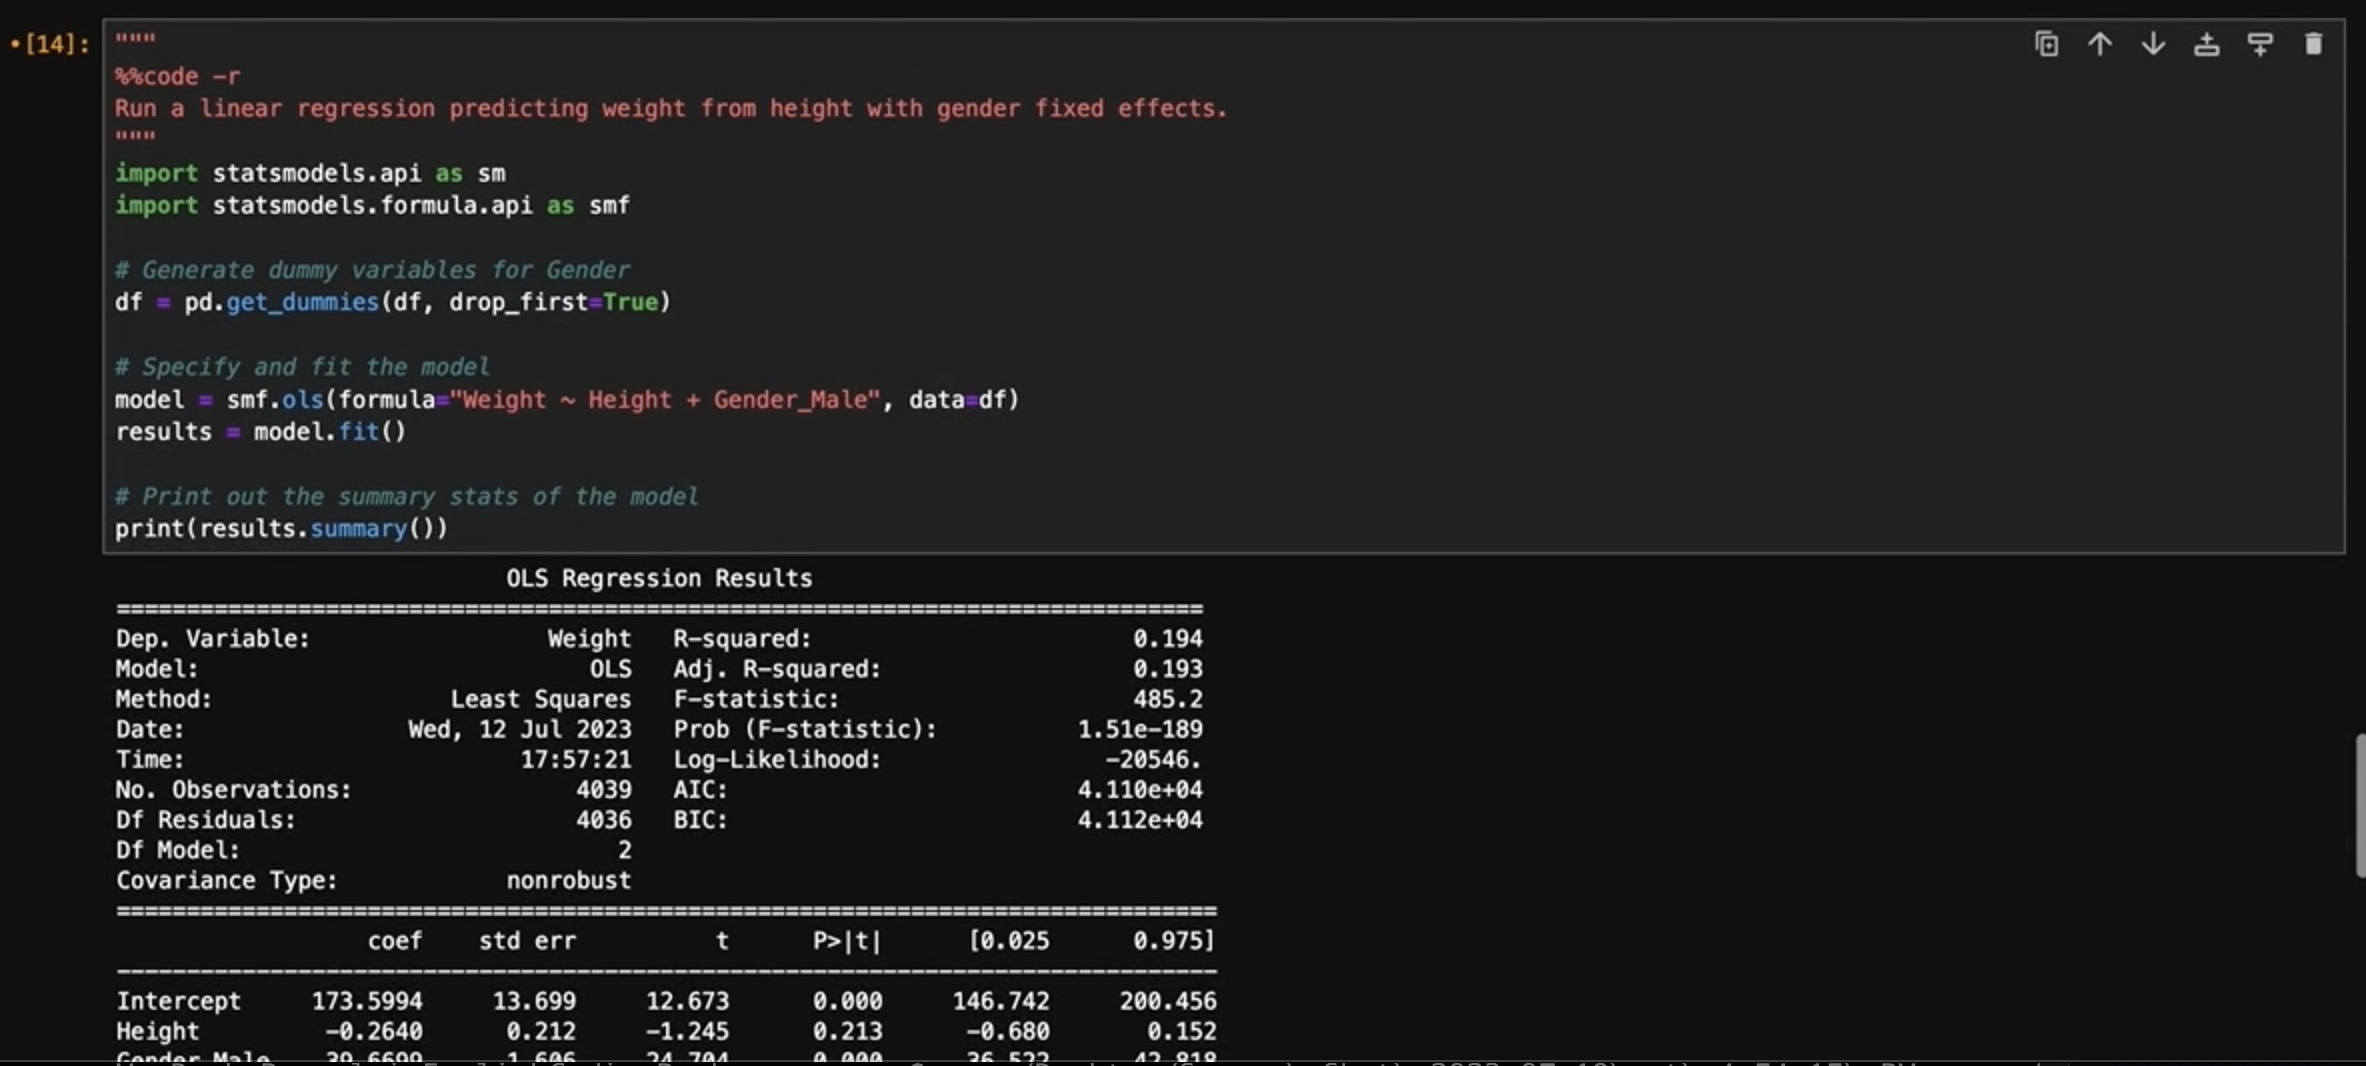 •[14]:
"""
%%code -r
Run a linear regression predicting weight from height with gender fixed effects.
"""
import statsmodels.api as sm
import statsmodels.formula.api as smf
# Generate dummy variables for Gender
df = pd.get_dummies(df, drop_first=True)
# Specify and fit the model
model = smf.ols(formula="Weight ~ Height + Gender_Male", data=df)
results = model.fit()
# Print out the summary stats of the model
print(results.summary())
OLS Regression Results
==============================================================================
Dep. Variable: Weight R-squared: 0.194
Model: OLS Adj. R-squared: 0.193
Method: Least Squares F-statistic: 485.2
Date: Wed, 12 Jul 2023 Prob (F-statistic): 1.51e-189
Time: 17:57:21 Log-Likelihood: -20546.
No. Observations: 4039 AIC: 4.110e+04
Df Residuals: 4036 BIC: 4.112e+04
Df Model: 2
Covariance Type: nonrobust
===============================================================================
coef std err t P>|t| [0.025 0.975]
-------------------------------------------------------------------------------
Intercept 173.5994 13.699 12.673 0.000 146.742 200.456
Height -0.2640 0.212 -1.245 0.213 -0.680 0.152
Gender_Male 39.6699 1.606 24.704 0.000 36.522 42.818